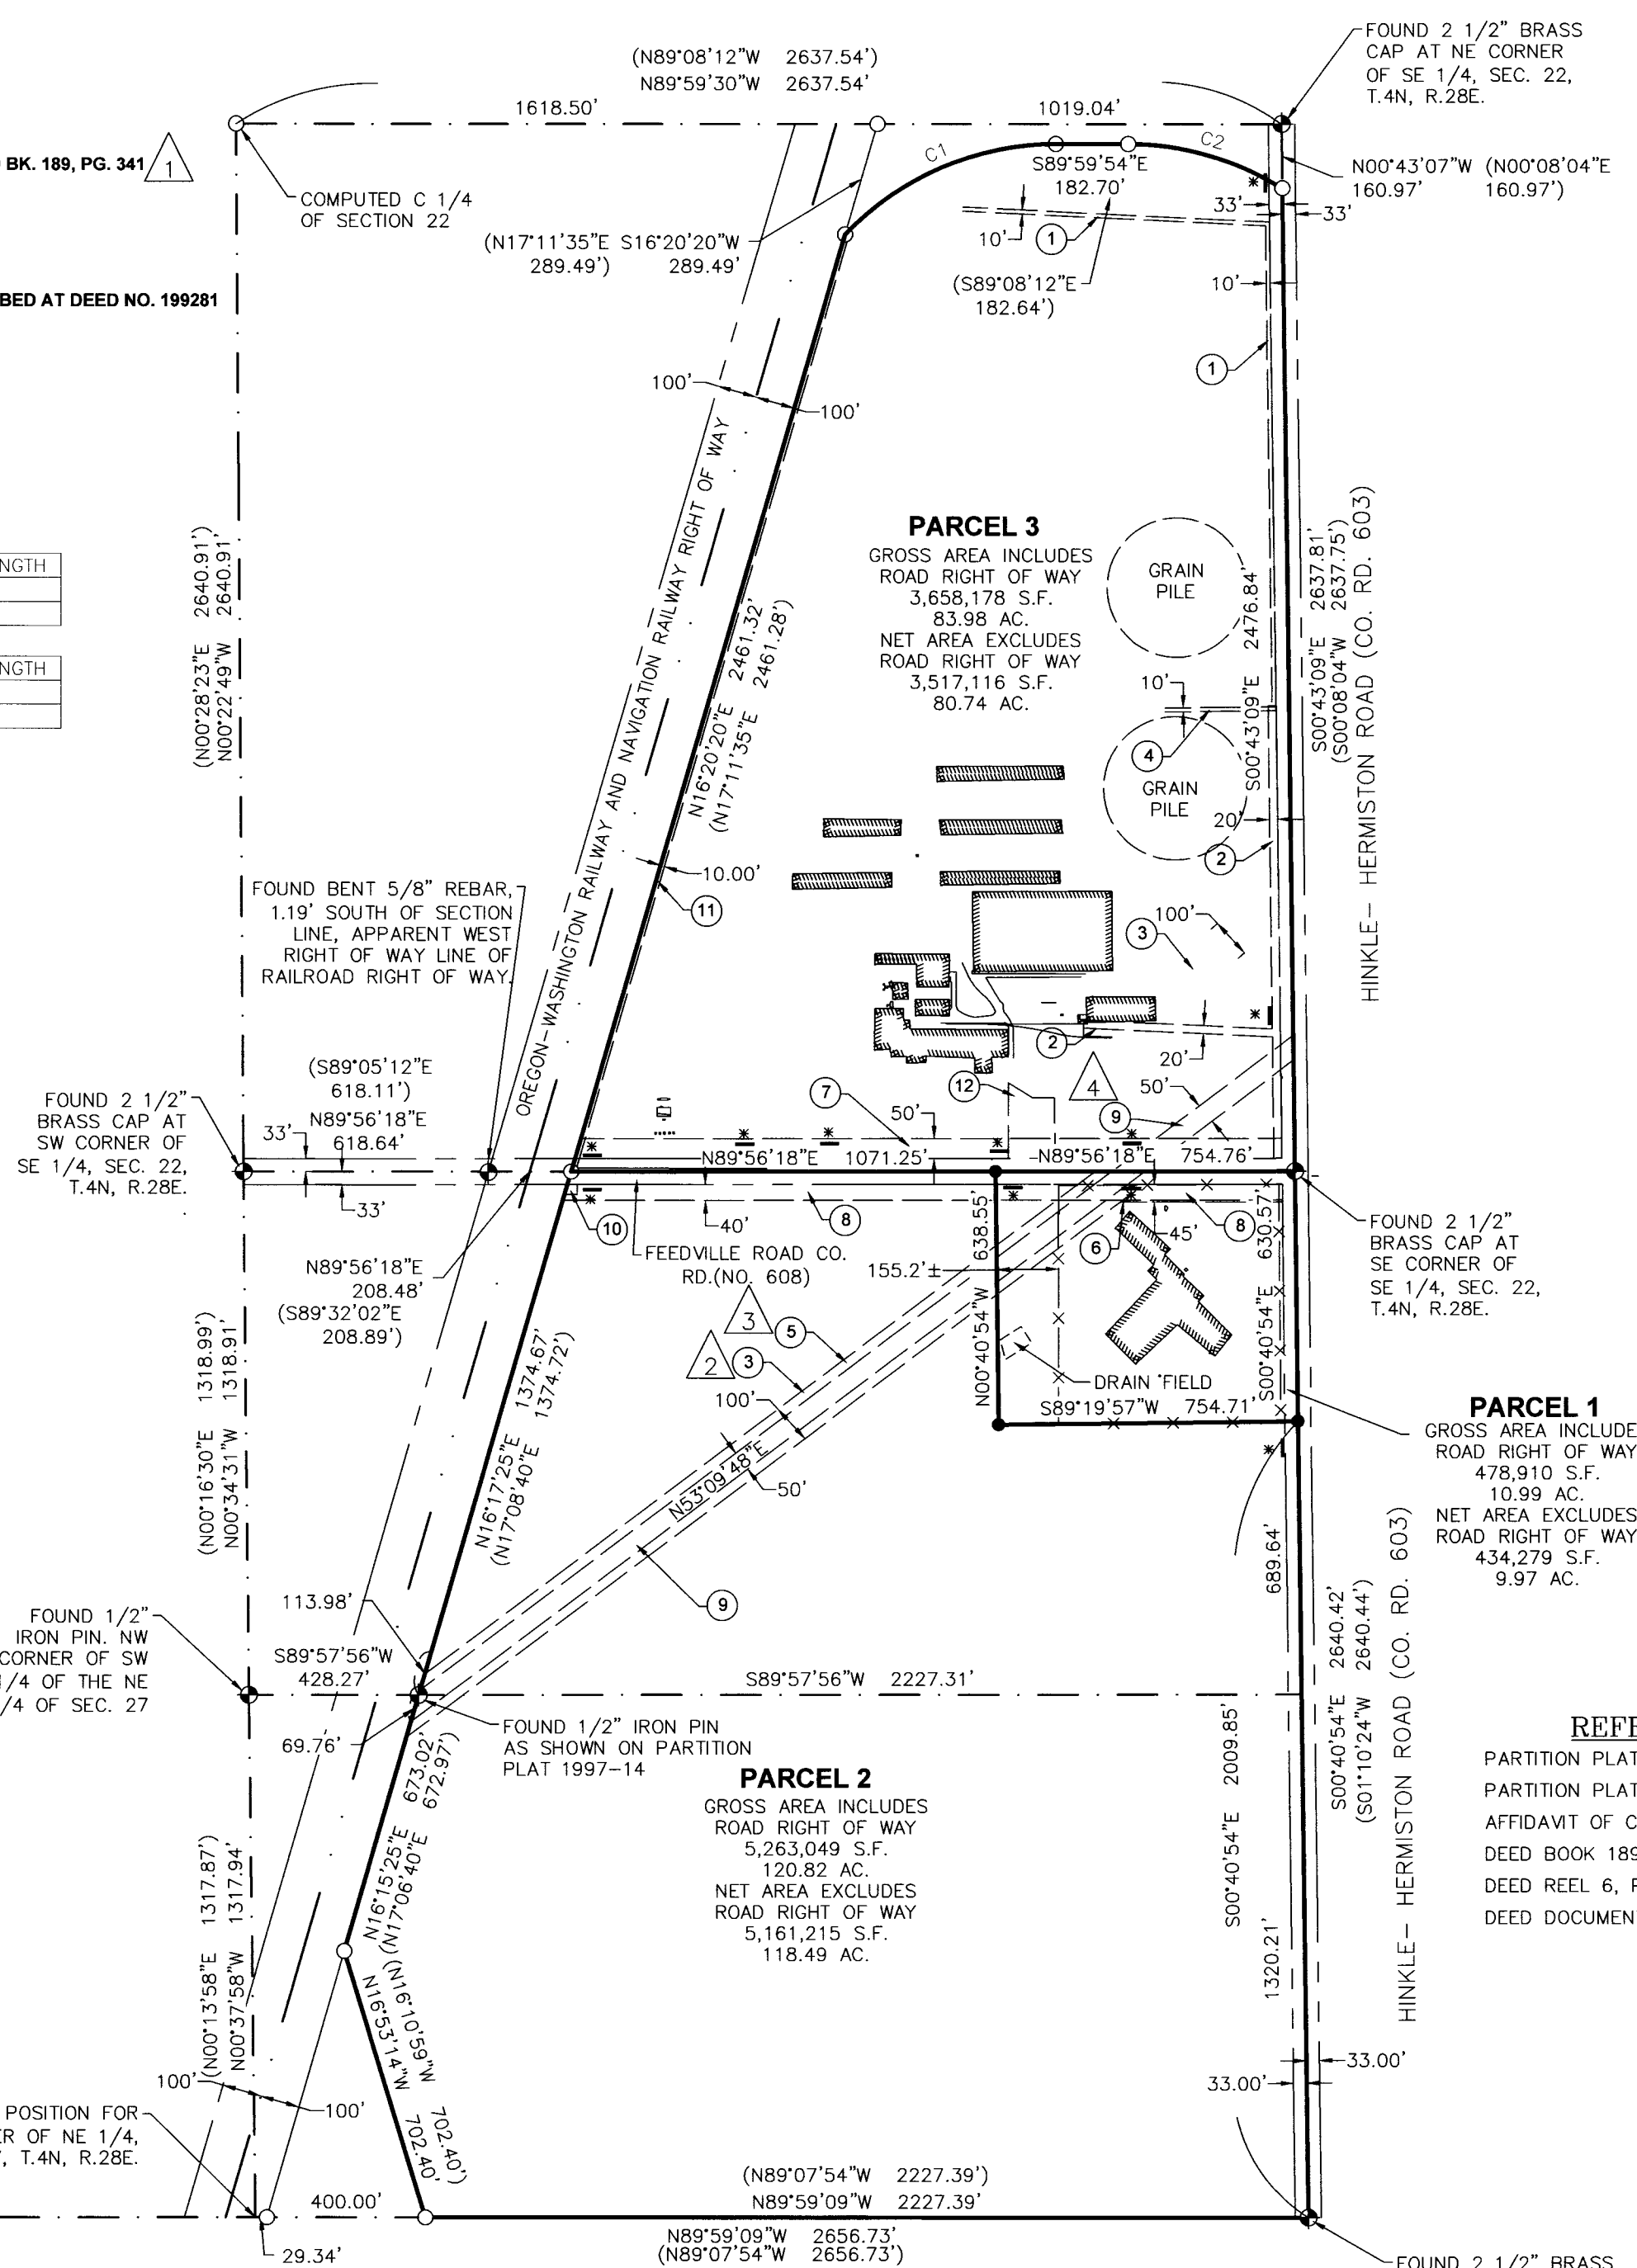 FOUND 2 1/2" BRASS
CAP AT NE CORNER
OF SE 1/4, SEC. 22,
T.4N, R.28E.
(N89°08'12"W 2637.54')
N89°59'30"W 2637.54'
1618.50'
1019.04'
BK. 189, PG. 341
1
COMPUTED C 1/4
OF SECTION 22
C1
C2
S89°59'54"E
182.70'
N00°43'07"W (N00°08'04"E
160.97' 160.97')
33'
33'
(N17°11'35"E S16°20'20"W
289.49') 289.49'
10'
1
(S89°08'12"E
182.64')
10'
BED AT DEED NO. 199281
1
100'
100'
OREGON-WASHINGTON RAILWAY AND NAVIGATION RAILWAY RIGHT OF WAY
PARCEL 3
GROSS AREA INCLUDES
ROAD RIGHT OF WAY
3,658,178 S.F.
83.98 AC.
NET AREA EXCLUDES
ROAD RIGHT OF WAY
3,517,116 S.F.
80.74 AC.
GRAIN
PILE
S00°43'09"E 2476.84'
S00°43'09"E 2637.81'
(S00°08'04"W 2637.75')
HINKLE- HERMISTON ROAD (CO. RD. 603)
NGTH
NGTH
(N00°28'23"E 2640.91')
N00°22'49"W 2640.91'
N16°20'20"E 2461.32'
(N17°11'35"E 2461.28')
10'
4
GRAIN
PILE
20'
2
10.00'
11
FOUND BENT 5/8" REBAR,
1.19' SOUTH OF SECTION
LINE, APPARENT WEST
RIGHT OF WAY LINE OF
RAILROAD RIGHT OF WAY.
100'
3
2
20'
(S89°05'12"E
618.11')
N89°56'18"E
618.64'
33'
33'
FOUND 2 1/2"
BRASS CAP AT
SW CORNER OF
SE 1/4, SEC. 22,
T.4N, R.28E.
7
50'
12
4
50'
9
N89°56'18"E 1071.25'
N89°56'18"E 754.76'
10
40'
8
FEEDVILLE ROAD CO.
RD.(NO. 608)
638.55'
N00°40'54"W
155.2'±
6
45'
8
630.57'
S00°40'54"E
FOUND 2 1/2"
BRASS CAP AT
SE CORNER OF
SE 1/4, SEC. 22,
T.4N, R.28E.
N89°56'18"E
208.48'
(S89°32'02"E
208.89')
3
5
2
3
100'
DRAIN FIELD
S89°19'57"W 754.71'
N53°09'48"E
50'
9
(N00°16'30"E 1318.99')
N00°34'31"W 1318.91'
N16°17'25"E 1374.67'
(N17°08'40"E 1374.72')
PARCEL 1
GROSS AREA INCLUDE
ROAD RIGHT OF WAY
478,910 S.F.
10.99 AC.
NET AREA EXCLUDES
ROAD RIGHT OF WAY
434,279 S.F.
9.97 AC.
689.64'
113.98'
FOUND 1/2"
IRON PIN. NW
CORNER OF SW
1/4 OF THE NE
/4 OF SEC. 27
S89°57'56"W
428.27'
S89°57'56"W 2227.31'
69.76'
FOUND 1/2" IRON PIN
AS SHOWN ON PARTITION
PLAT 1997-14
S00°40'54"E 2640.42'
(S01°10'24"W 2640.44')
HINKLE- HERMISTON ROAD (CO. RD. 603)
S00°40'54"E 2009.85'
1320.21'
PARCEL 2
GROSS AREA INCLUDES
ROAD RIGHT OF WAY
5,263,049 S.F.
120.82 AC.
NET AREA EXCLUDES
ROAD RIGHT OF WAY
5,161,215 S.F.
118.49 AC.
REFE
PARTITION PLAT
PARTITION PLAT
AFFIDAVIT OF C
DEED BOOK 189
DEED REEL 6, P
DEED DOCUMEN
N16°15'25"E 673.02'
(N17°06'40"E 672.97')
(N00°13'58"E 1317.87')
N00°37'58"W 1317.94'
(N16°10'59"W 702.40')
N16°53'14"W 702.40'
100'
100'
33.00'
33.00'
POSITION FOR
ER OF NE 1/4,
, T.4N, R.28E.
400.00'
29.34'
(N89°07'54"W 2227.39')
N89°59'09"W 2227.39'
N89°59'09"W 2656.73'
(N89°07'54"W 2656.73')
FOUND 2 1/2" BRASS